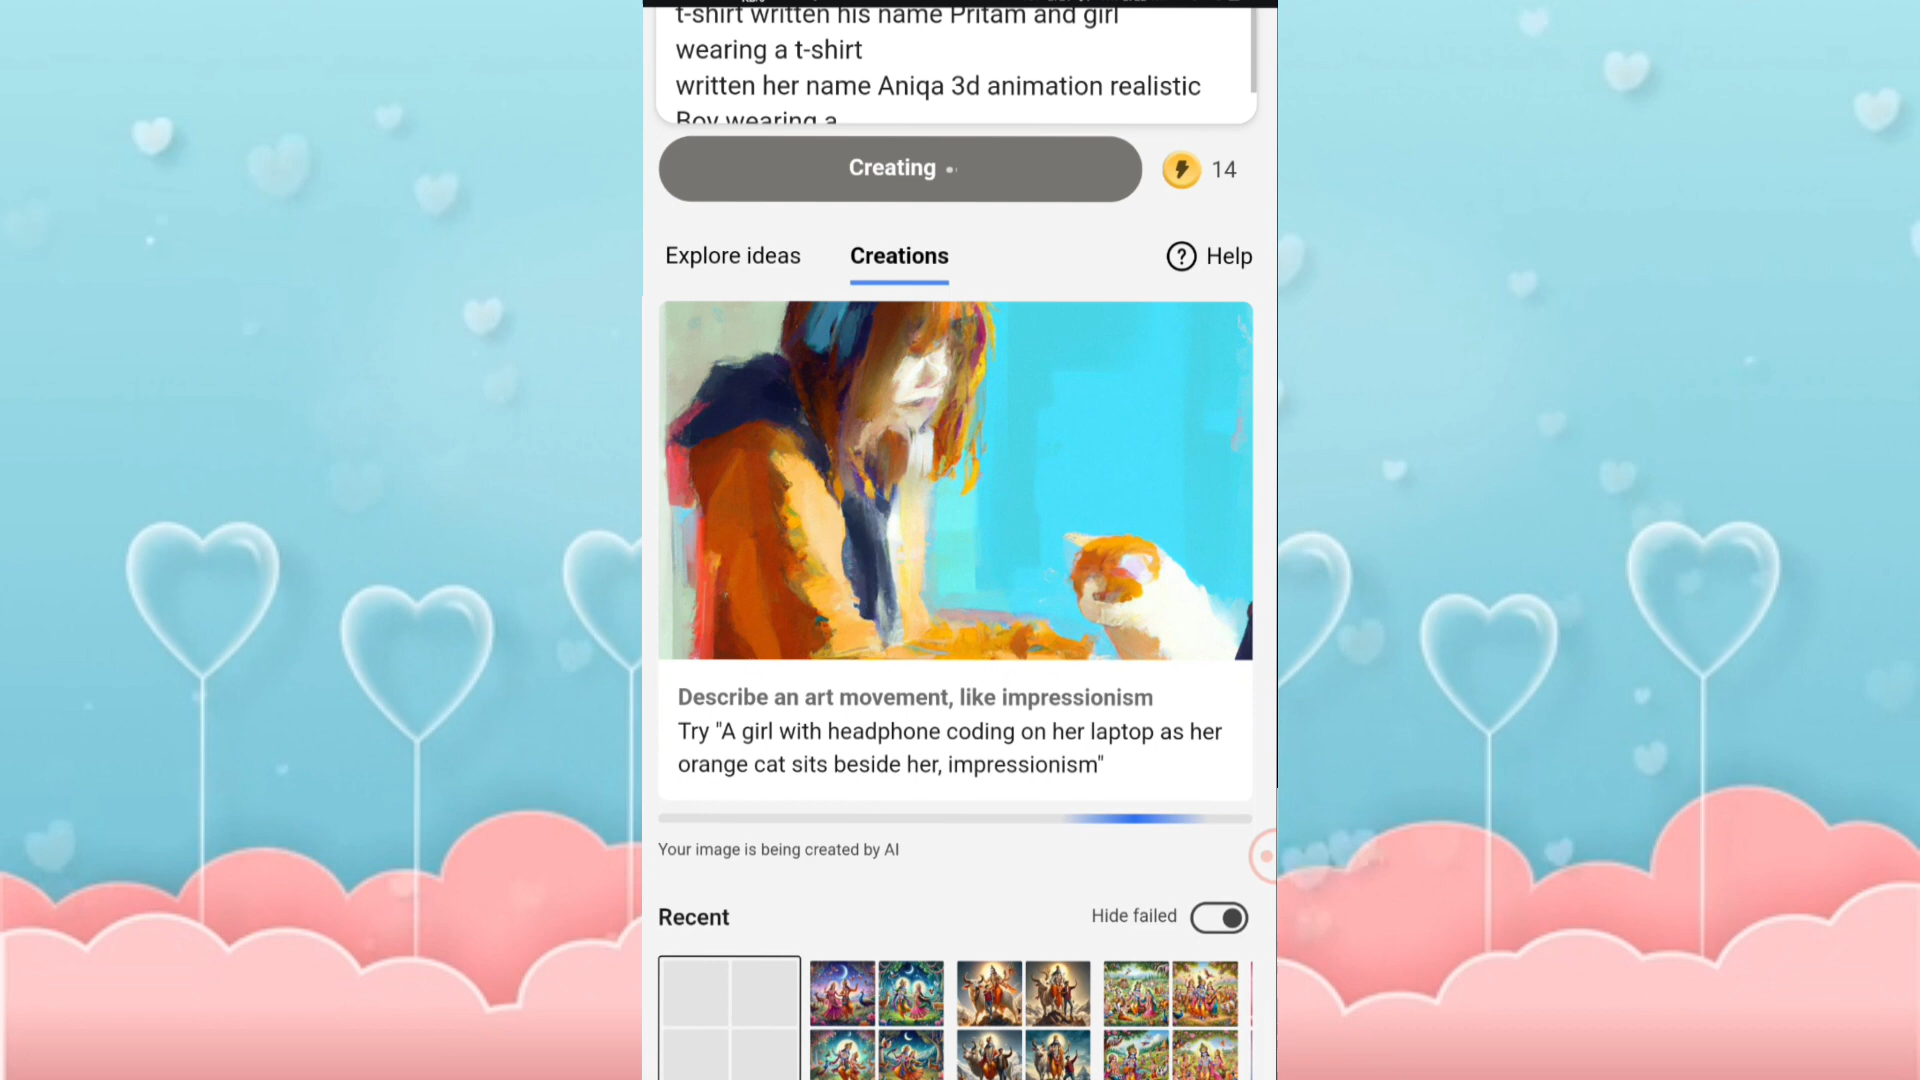 t-shirt written his name Pritam and girl
wearing a t-shirt
written her name Aniqa 3d animation realistic
Boy wearing a
Creating
14
Explore ideas
Creations
? Help
Describe an art movement, like impressionism
Try "A girl with headphone coding on her laptop as her
orange cat sits beside her, impressionism"
Your image is being created by AI
Recent
Hide failed